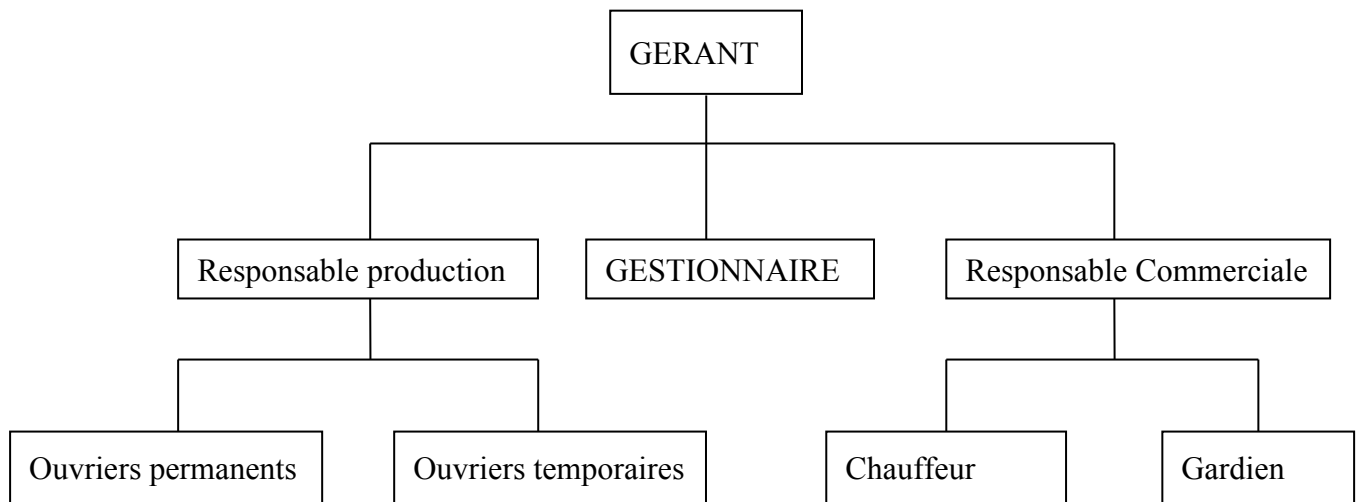 GERANT
Responsable production
GESTIONNAIRE
Responsable Commerciale
Ouvriers permanents
Ouvriers temporaires
Chauffeur
Gardien